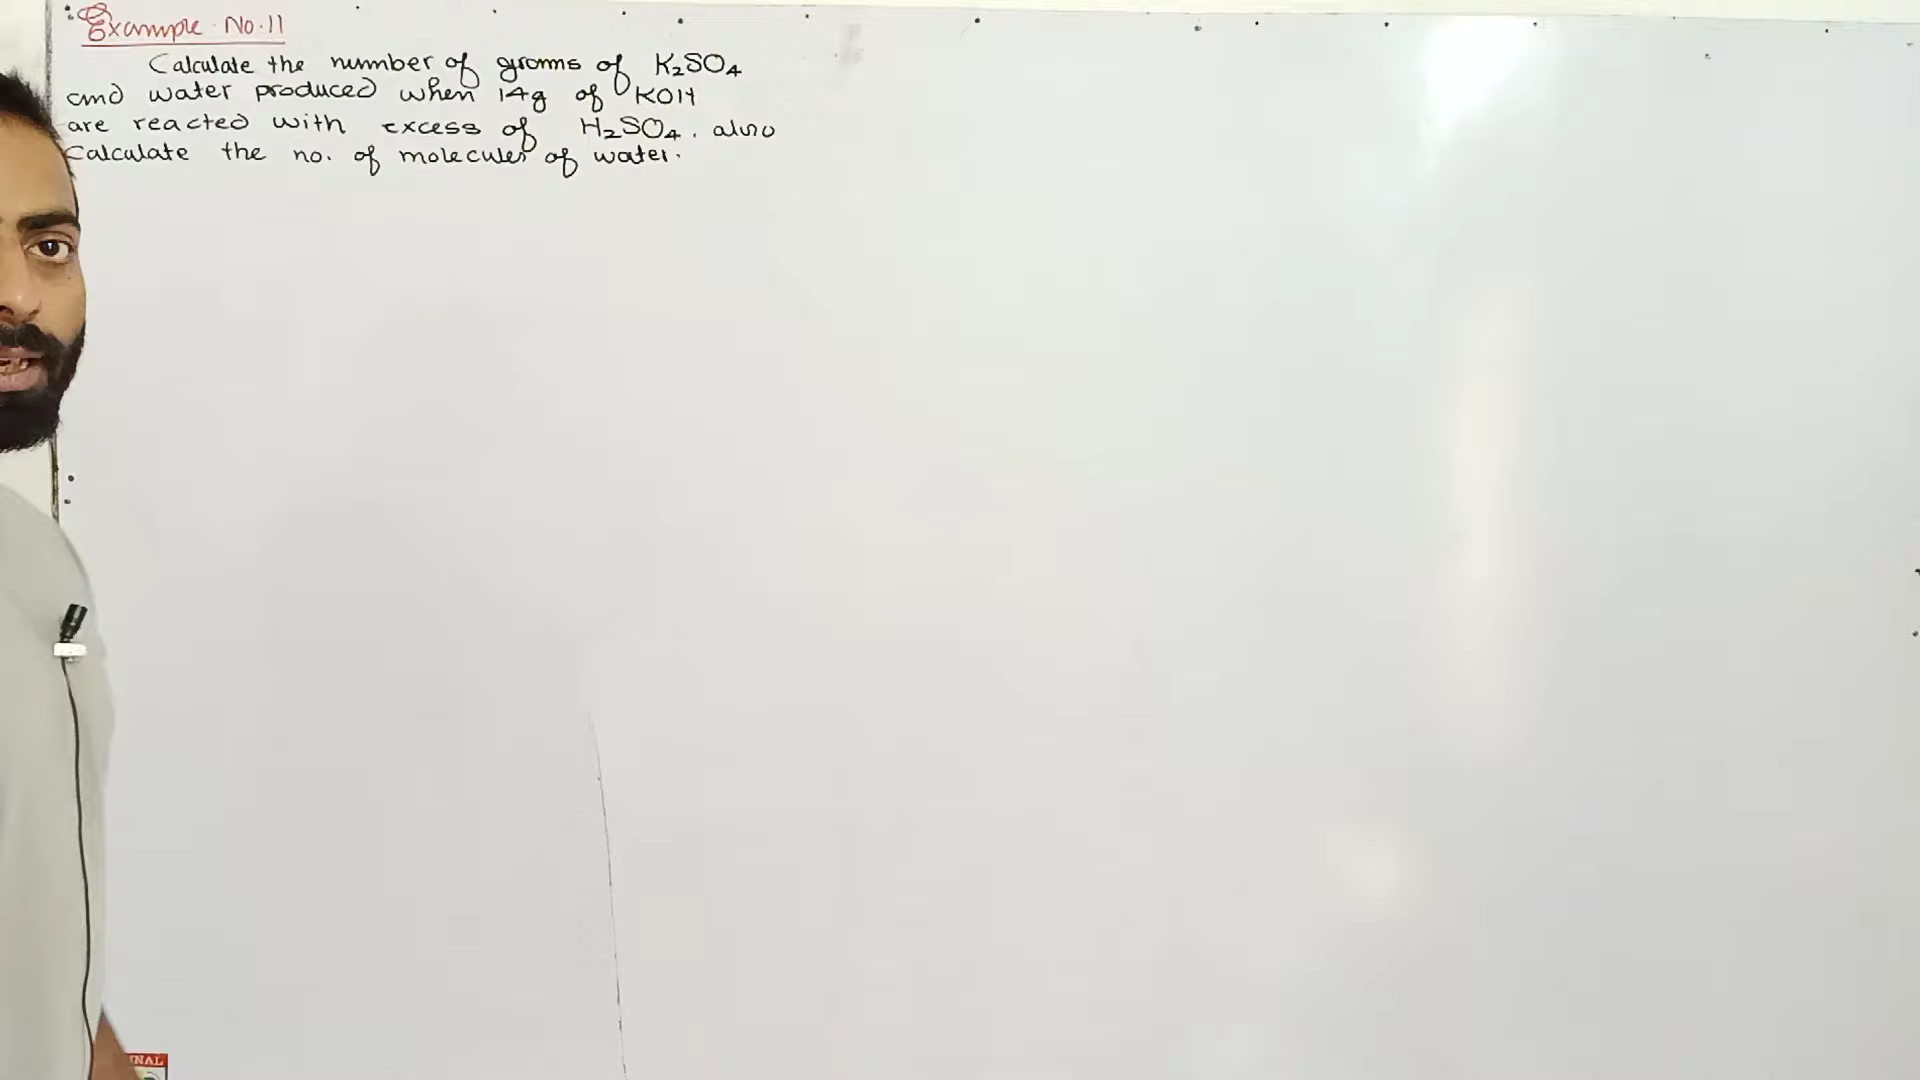 Example No.11
Calculate the number of grams of K₂SO₄
and water produced when 14g of KOH
are reacted with excess of H₂SO₄. also
Calculate the no. of molecules of water.